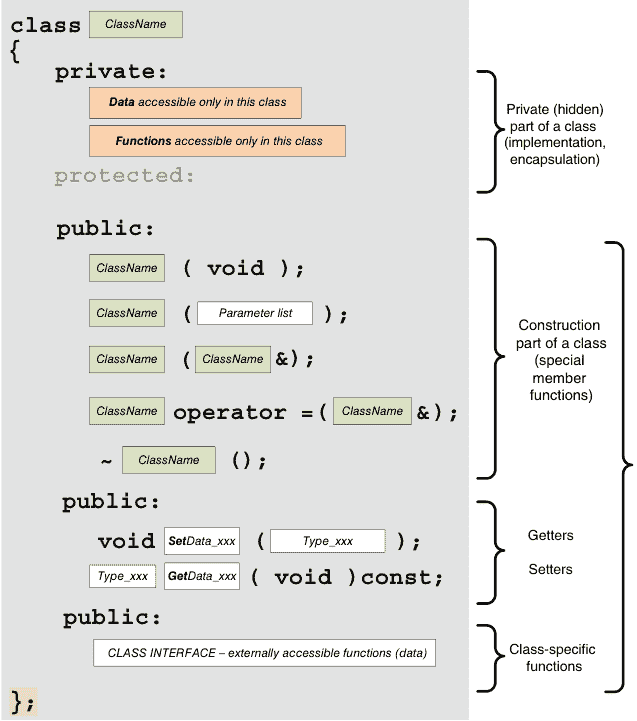 class ClassName
{
private:
Data accessible only in this class
Functions accessible only in this class
Private (hidden)
part of a class
(implementation,
encapsulation)
protected:
public:
ClassName ( void );
ClassName ( Parameter list );
ClassName ( ClassName &);
ClassName operator =( ClassName &);
~ ClassName ();
Construction
part of a class
(special
member
functions)
public:
void SetData_xxx ( Type_xxx );
Type_xxx GetData_xxx ( void )const;
Getters
Setters
public:
CLASS INTERFACE – externally accessible functions (data)
Class-specific
functions
};